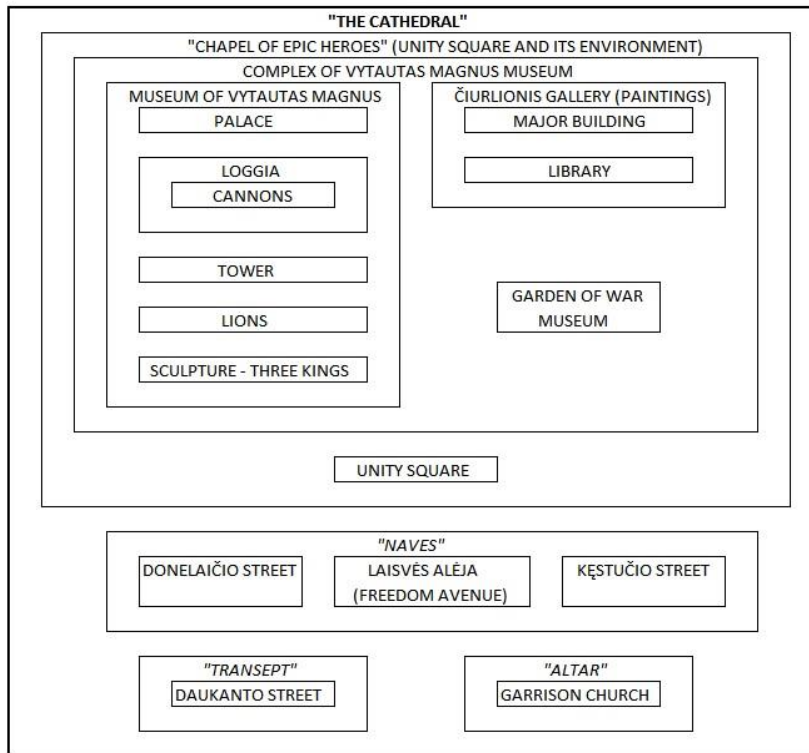 "THE CATHEDRAL"
"CHAPEL OF EPIC HEROES" (UNITY SQUARE AND ITS ENVIRONMENT)
COMPLEX OF VYTAUTAS MAGNUS MUSEUM
MUSEUM OF VYTAUTAS MAGNUS
PALACE
LOGGIA
CANNONS
TOWER
LIONS
SCULPTURE - THREE KINGS
ČIURLIONIS GALLERY (PAINTINGS)
MAJOR BUILDING
LIBRARY
GARDEN OF WAR
MUSEUM
UNITY SQUARE
"NAVES"
DONELAIČIO STREET
LAISVĖS ALĖJA
(FREEDOM AVENUE)
KĘSTUČIO STREET
"TRANSEPT"
DAUKANTO STREET
"ALTAR"
GARRISON CHURCH